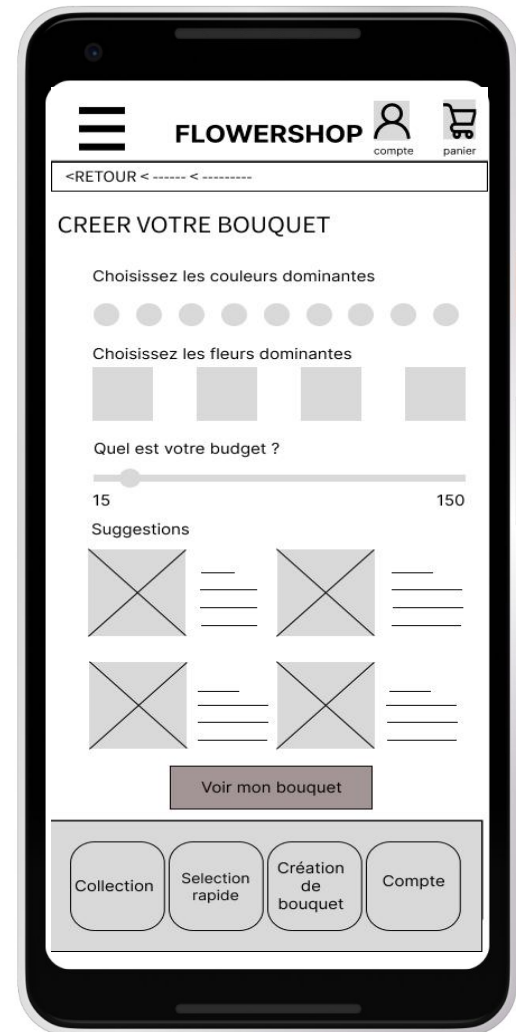 FLOWERSHOP
compte
panier
<RETOUR < ------ < ---------
CREER VOTRE BOUQUET
Choisissez les couleurs dominantes
Choisissez les fleurs dominantes
Quel est votre budget ?
15 150
Suggestions
Voir mon bouquet
Collection
Selection
rapide
Création
de
bouquet
Compte